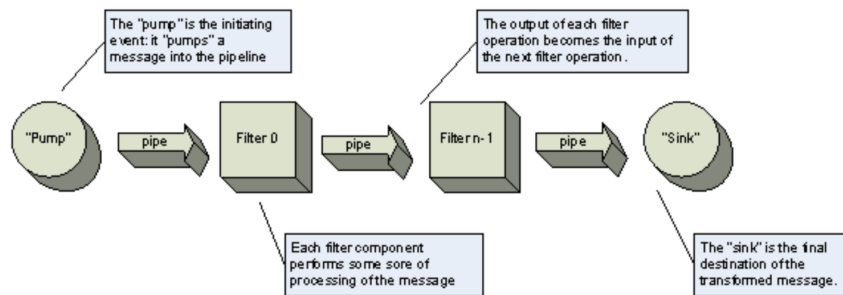 The "pump" is the initiating
event: it "pumps" a
message into the pipeline
The output of each filter
operation becomes the input of
the next filter operation.
"Pump"
pipe
Filter 0
pipe
Filter n-1
pipe
"Sink"
Each filter component
performs some sore of
processing of the message
The "sink" is the final
destination of the
transformed message.